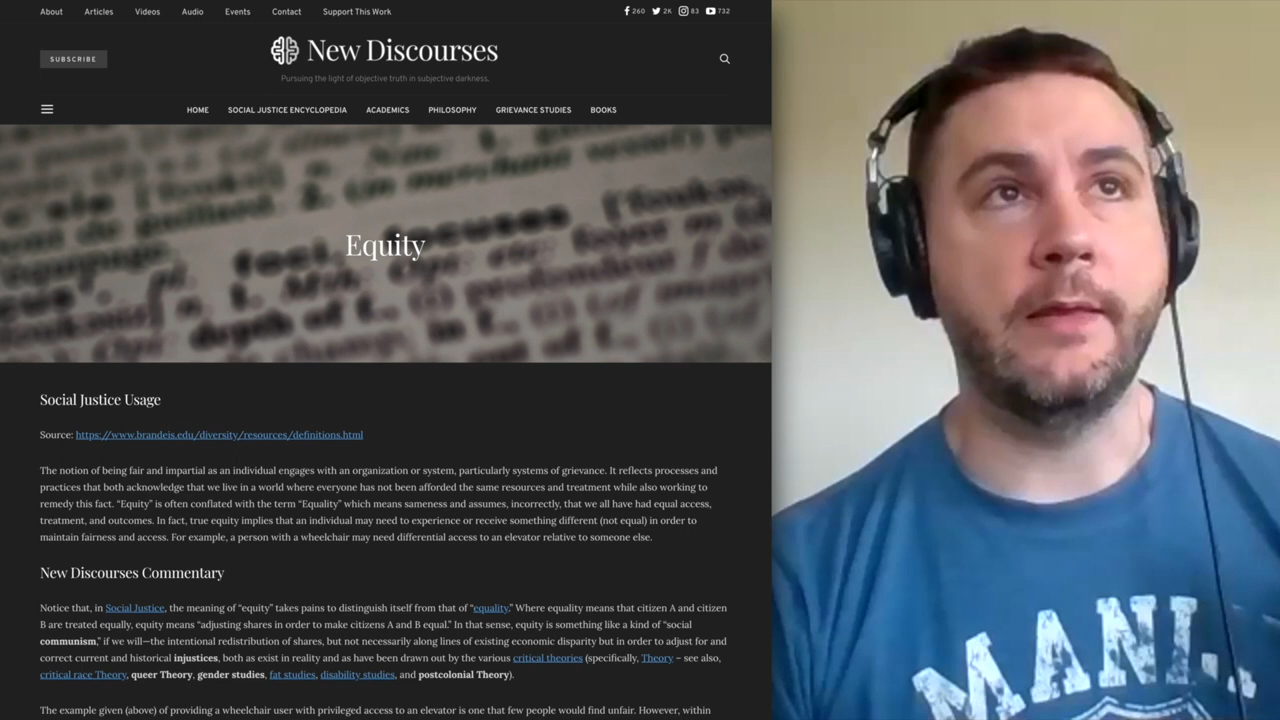 About Articles Videos Audio Events Contact Support This Work 260 2K 83 732
SUBSCRIBE
New Discourses
Pursuing the light of objective truth in subjective darkness.
HOME SOCIAL JUSTICE ENCYCLOPEDIA ACADEMICS PHILOSOPHY GRIEVANCE STUDIES BOOKS
Equity
Social Justice Usage
Source: https://www.brandeis.edu/diversity/resources/definitions.html
The notion of being fair and impartial as an individual engages with an organization or system, particularly systems of grievance. It reflects processes and
practices that both acknowledge that we live in a world where everyone has not been afforded the same resources and treatment while also working to
remedy this fact. “Equity” is often conflated with the term “Equality” which means sameness and assumes, incorrectly, that we all have had equal access,
treatment, and outcomes. In fact, true equity implies that an individual may need to experience or receive something different (not equal) in order to
maintain fairness and access. For example, a person with a wheelchair may need differential access to an elevator relative to someone else.
New Discourses Commentary
Notice that, in Social Justice, the meaning of “equity” takes pains to distinguish itself from that of “equality.” Where equality means that citizen A and citizen
B are treated equally, equity means “adjusting shares in order to make citizens A and B equal.” In that sense, equity is something like a kind of “social
communism,” if we will—the intentional redistribution of shares, but not necessarily along lines of existing economic disparity but in order to adjust for and
correct current and historical injustices, both as exist in reality and as have been drawn out by the various critical theories (specifically, Theory – see also,
critical race Theory, queer Theory, gender studies, fat studies, disability studies, and postcolonial Theory).
The example given (above) of providing a wheelchair user with privileged access to an elevator is one that few people would find unfair. However, within